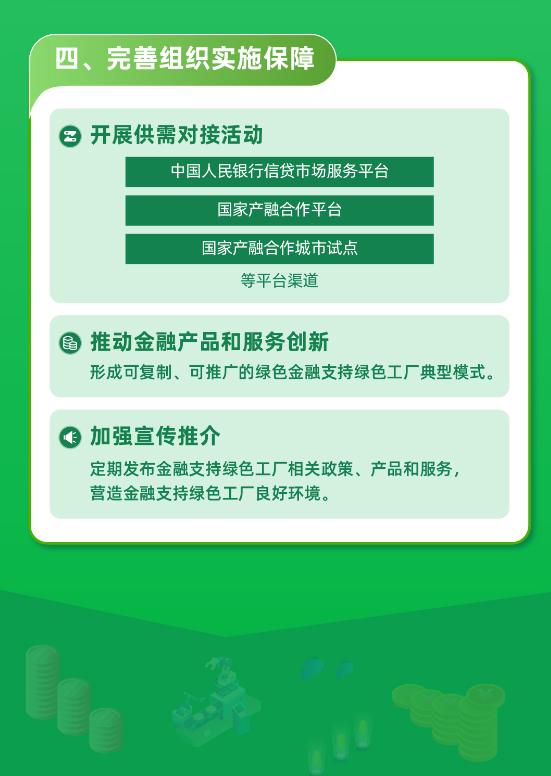 四、完善组织实施保障
开展供需对接活动
中国人民银行信贷市场服务平台
国家产融合作平台
国家产融合作城市试点
等平台渠道
推动金融产品和服务创新
形成可复制、可推广的绿色金融支持绿色工厂典型模式。
加强宣传推介
定期发布金融支持绿色工厂相关政策、产品和服务，
营造金融支持绿色工厂良好环境。